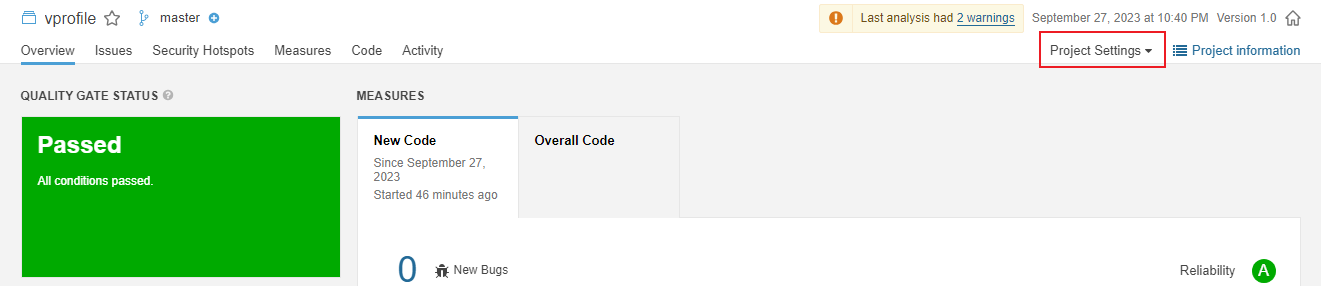 vprofile master Last analysis had 2 warnings September 27, 2023 at 10:40 PM Version 1.0
Overview Issues Security Hotspots Measures Code Activity Project Settings Project information
QUALITY GATE STATUS MEASURES
Passed
All conditions passed.
New Code
Since September 27,
2023
Started 46 minutes ago
Overall Code
0 New Bugs Reliability A